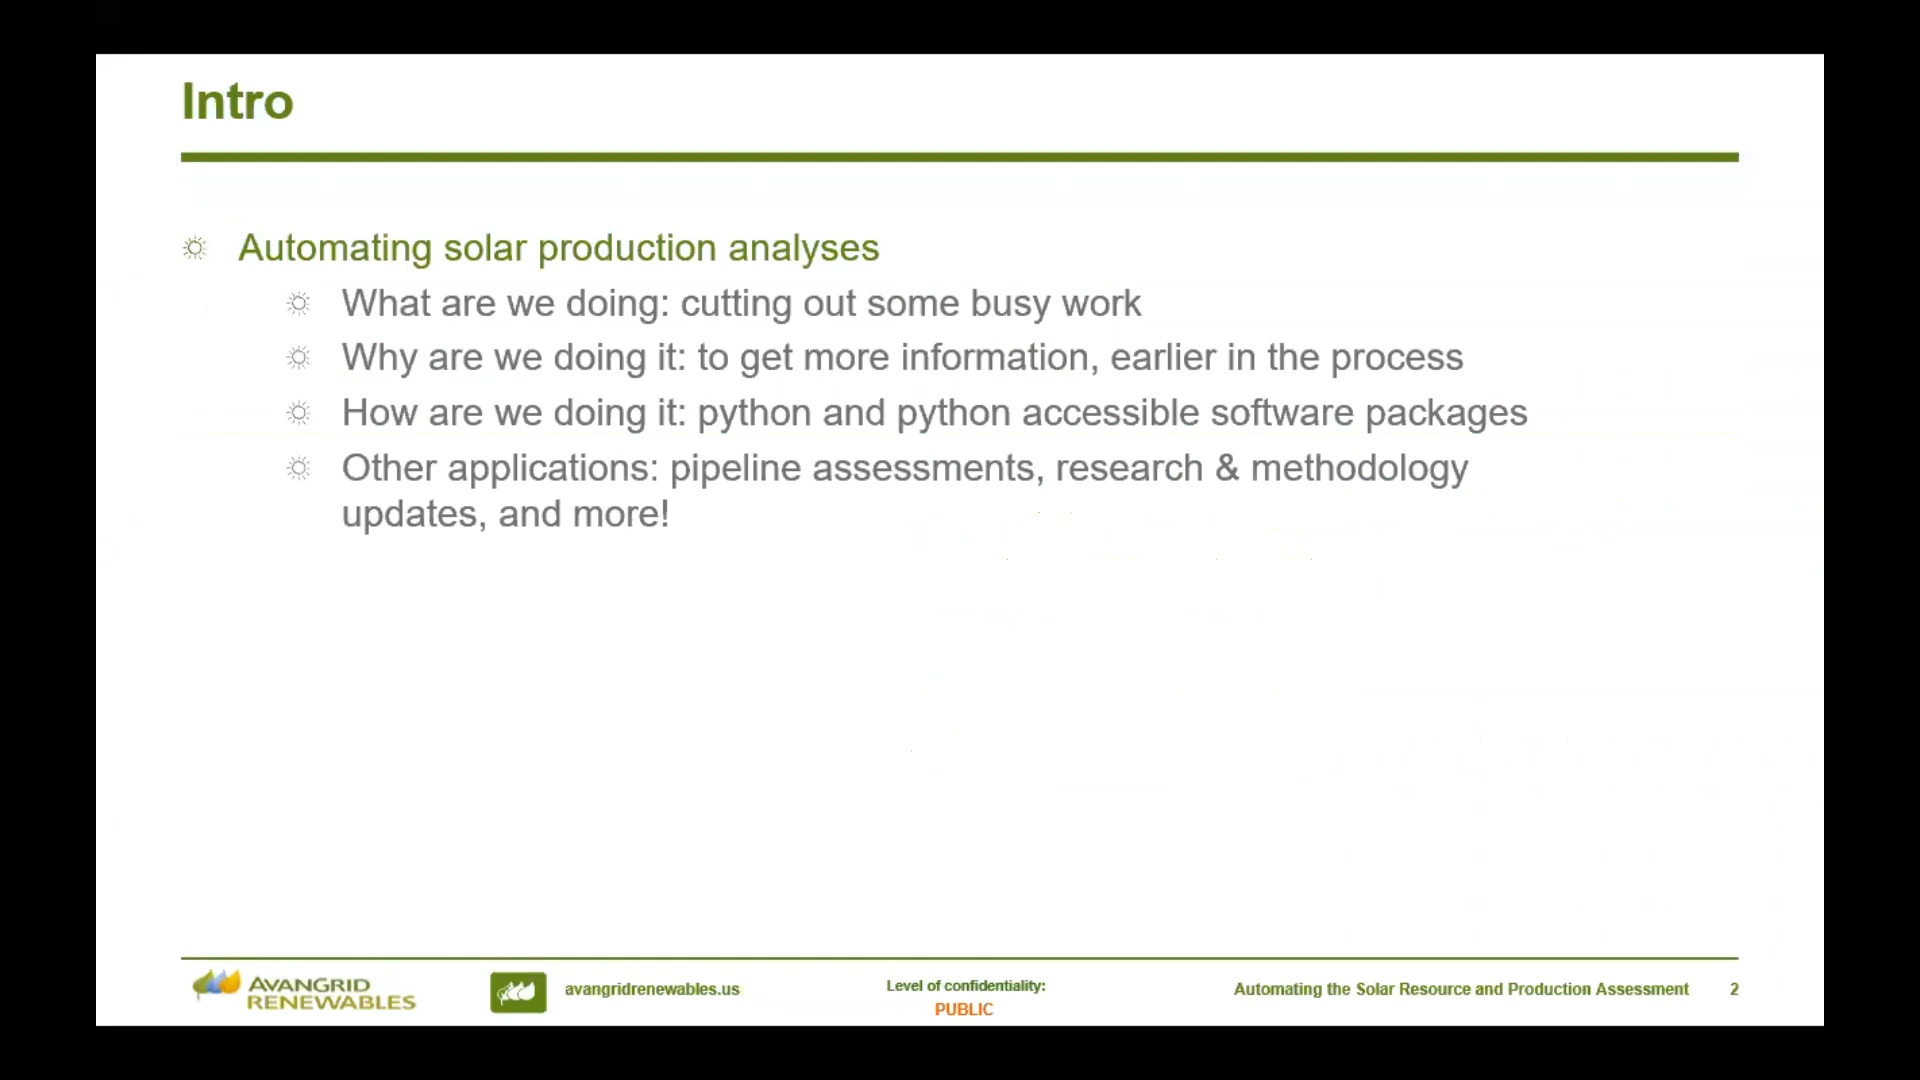 Intro
Automating solar production analyses
What are we doing: cutting out some busy work
Why are we doing it: to get more information, earlier in the process
How are we doing it: python and python accessible software packages
Other applications: pipeline assessments, research & methodology
updates, and more!
AVANGRID
RENEWABLES
avangridrenewables.us
Level of confidentiality:
PUBLIC
Automating the Solar Resource and Production Assessment 2